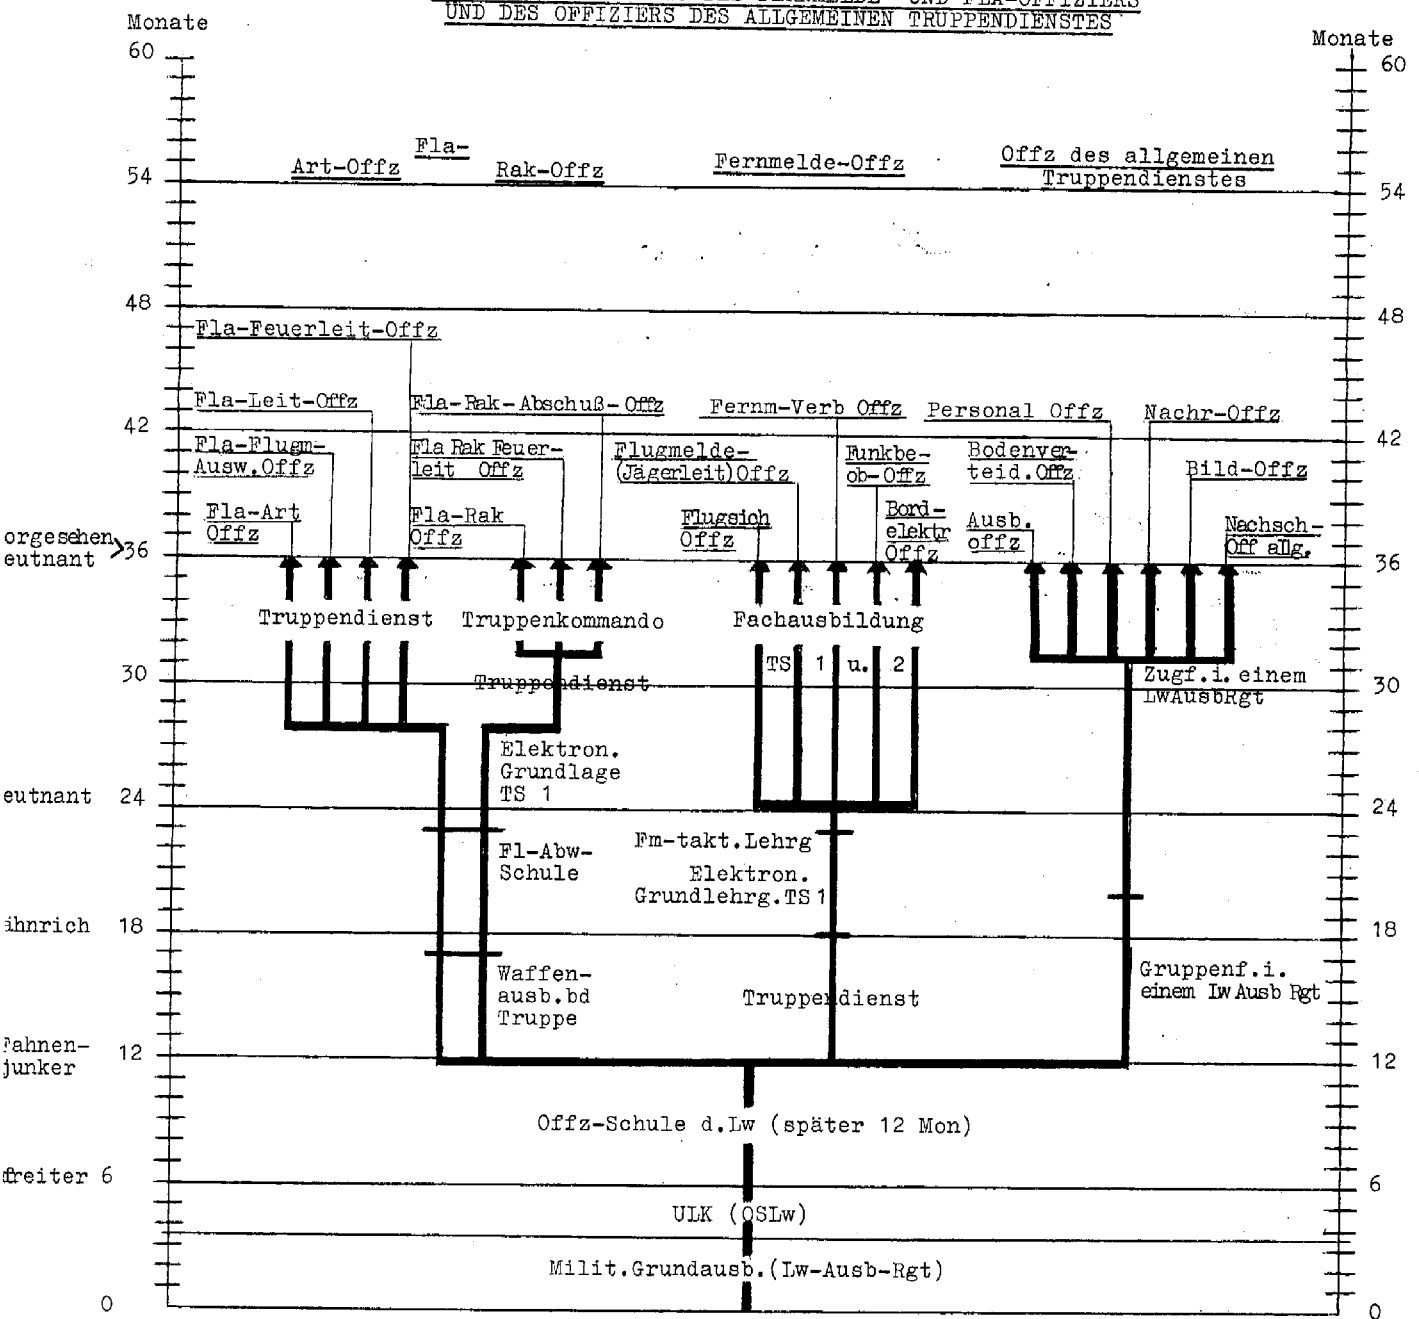 UND DES OFFIZIERS DES ALLGEMEINEN TRUPPENDIENSTES
Monate
Monate
60
60
Fla-
Art-Offz
Rak-Offz
Fernmelde-Offz
Offz des allgemeinen
Truppendienstes
54
54
48
48
Fla-Feuerleit-Offz
Fla-Leit-Offz
Fla-Rak-Abschuß-Offz
Fernm-Verb Offz
Personal Offz
Nachr-Offz
42
42
Fla-Flugm-
Ausw.Offz
Fla Rak Feuer-
leit Offz
Flugmelde-
(Jägerleit)Offz
Funkbe-
ob-Offz
Bodenver-
teid.Offz
Bild-Offz
Fla-Art
Offz
Fla-Rak
Offz
Flugsich
Offz
Bord-
elektr
Offz
Ausb.
offz
Nachsch-
Off allg.
orgesehen
eutnant
36
36
Truppendienst
Truppenkommando
Fachausbildung
TS 1 u. 2
30
30
Truppendienst
Zugf.i. einem
LwAusbRgt
Elektron.
Grundlage
TS 1
eutnant
24
24
Fl-Abw-
Schule
Fm-takt.Lehrg
Elektron.
Grundlehrg.TS 1
ähnrich
18
18
Waffen-
ausb.bd
Truppe
Truppendienst
Gruppenf.i.
einem Lw Ausb Rgt
Fahnen-
junker
12
12
Offz-Schule d.Lw (später 12 Mon)
freiter
6
6
ULK (OSLw)
Milit.Grundausb.(Lw-Ausb-Rgt)
0
0